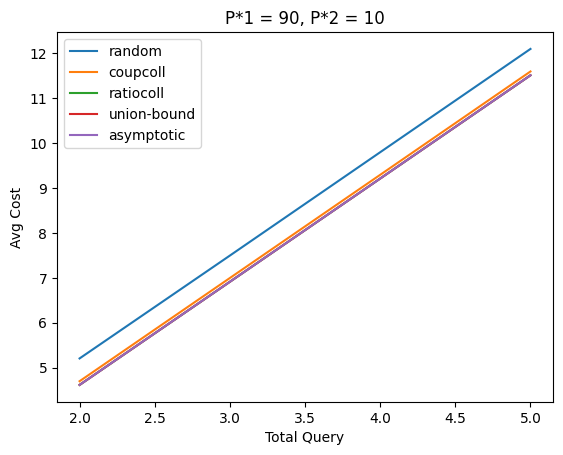 P*1 = 90, P*2 = 10
random
coupcoll
ratiocoll
union-bound
asymptotic
12
11
10
9
8
7
6
5
Avg Cost
2.0 2.5 3.0 3.5 4.0 4.5 5.0
Total Query